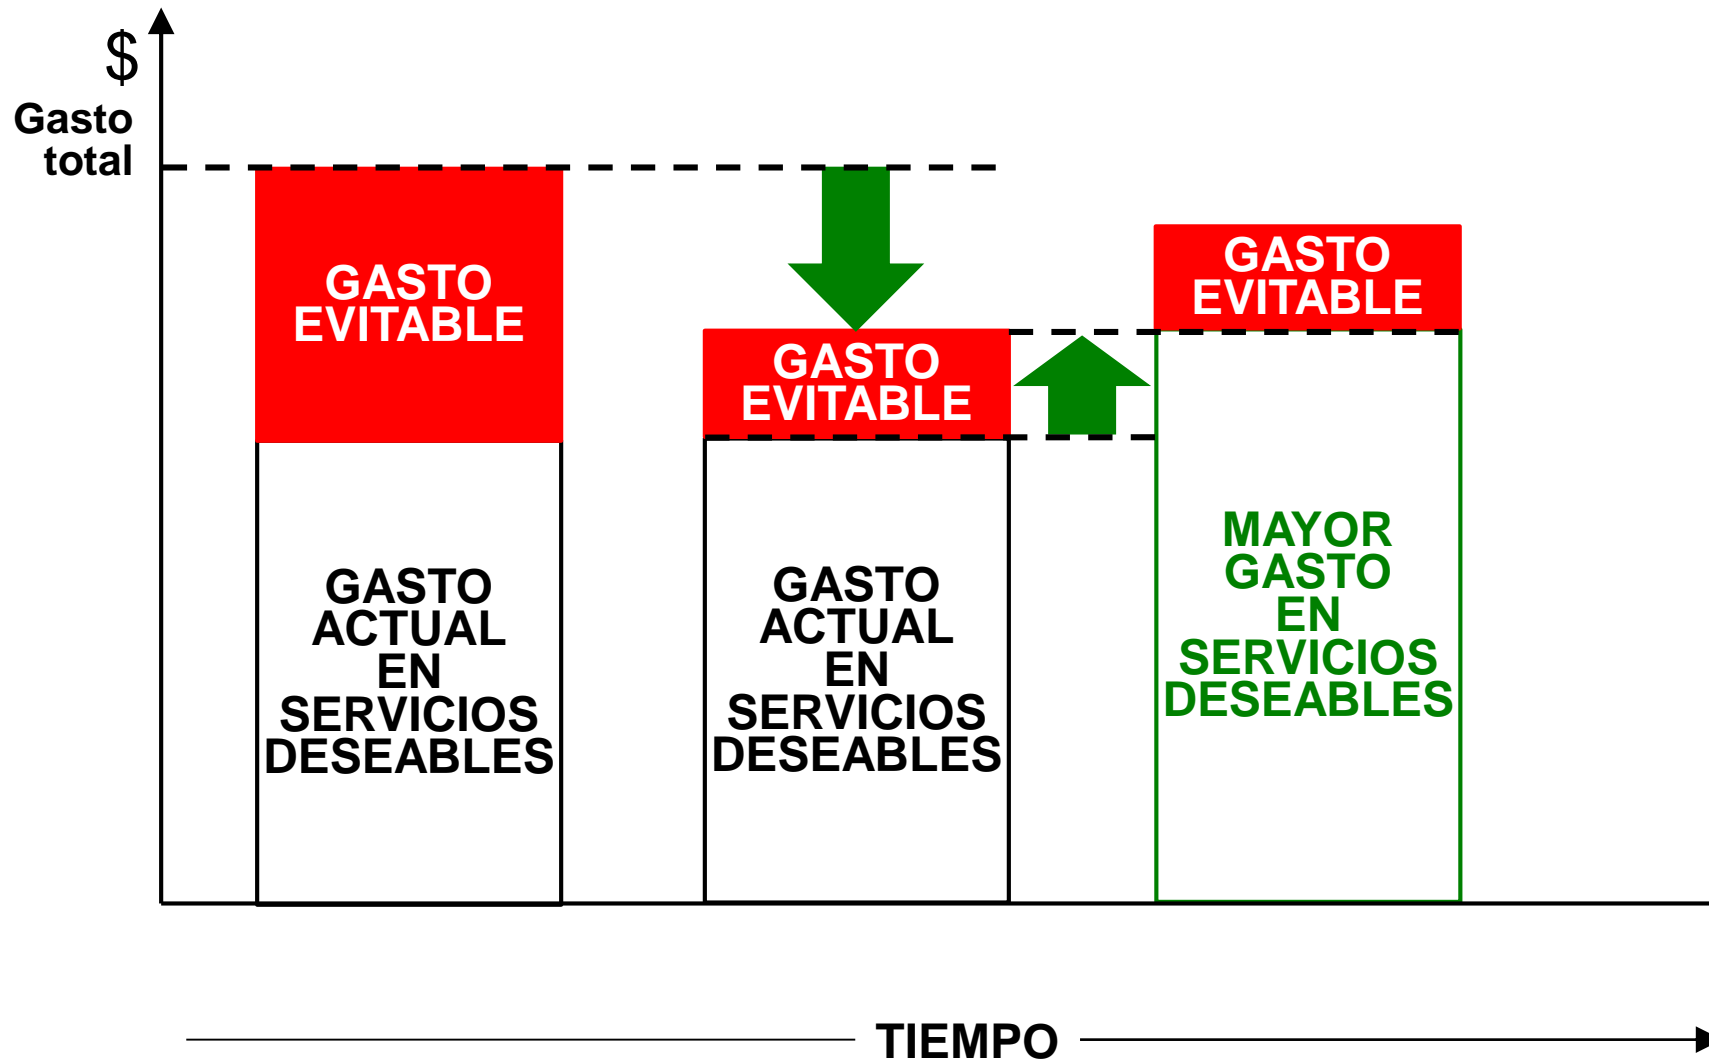 $
Gasto
total
GASTO
EVITABLE
GASTO
ACTUAL
EN
SERVICIOS
DESEABLES
GASTO
EVITABLE
GASTO
ACTUAL
EN
SERVICIOS
DESEABLES
GASTO
EVITABLE
MAYOR
GASTO
EN
SERVICIOS
DESEABLES
TIEMPO